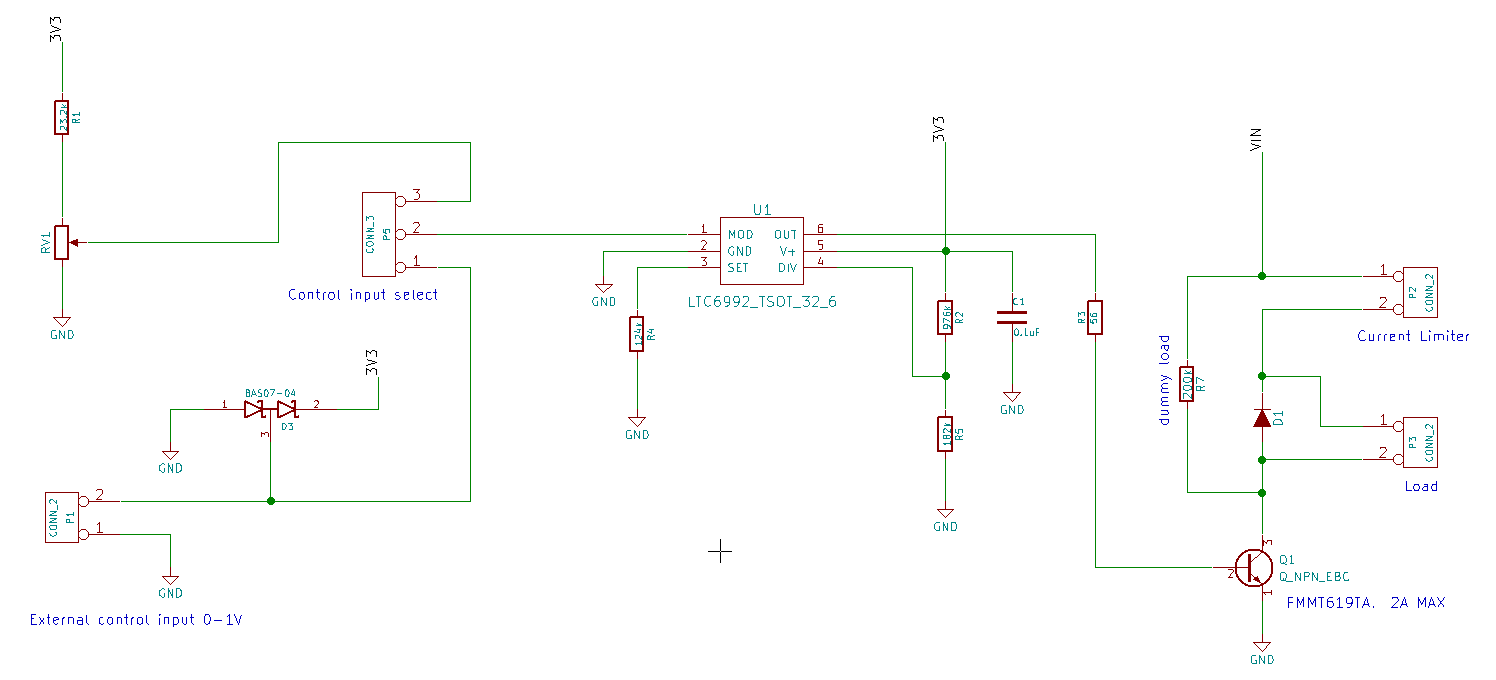 3V3
23.2k
R1
RV1
GND
3
2
1
CONN_3
P5
Control input select
3V3
BAS07-04
1
2
3
D3
GND
2
1
CONN_2
P1
GND
External control input 0-1V
U1
1
2
3
MOD
GND
SET
OUT
V+
DIV
6
5
4
LTC6992_TSOT_32_6
GND
124k
R4
GND
3V3
976k
R2
C1
0.1uF
GND
182k
R5
GND
R3
56
VIN
1
2
P2
CONN_2
Current Limiter
dummy load
200k
R7
D1
1
2
P3
CONN_2
Load
3
2
1
Q1
Q_NPN_EBC
FMMT619TA. 2A MAX
GND